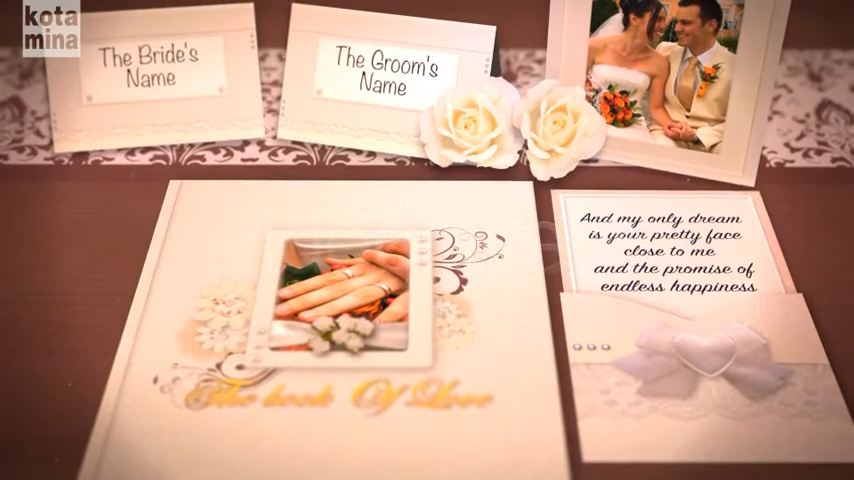 kota
mina
The Bride's
Name
The Groom's
Name
And my only dream
is your pretty face
close to me
and the promise of
endless happiness
The book Of Love